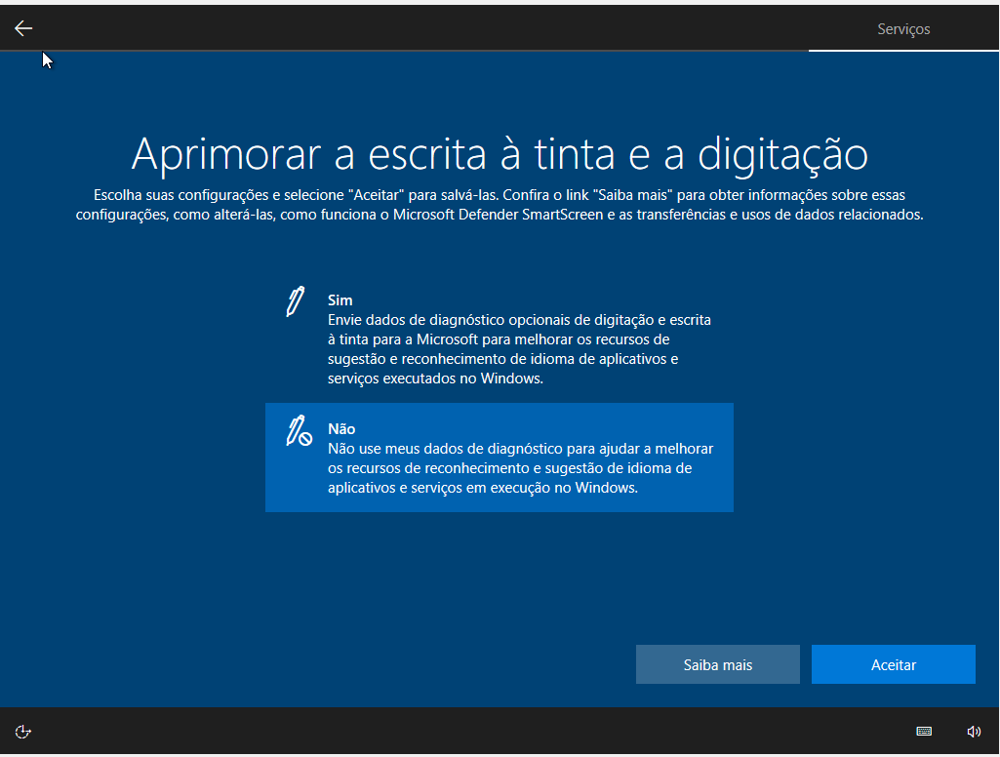 Serviços
Aprimorar a escrita à tinta e a digitação
Escolha suas configurações e selecione "Aceitar" para salvá-las. Confira o link "Saiba mais" para obter informações sobre essas
configurações, como alterá-las, como funciona o Microsoft Defender SmartScreen e as transferências e usos de dados relacionados.
Sim
Envie dados de diagnóstico opcionais de digitação e escrita
à tinta para a Microsoft para melhorar os recursos de
sugestão e reconhecimento de idioma de aplicativos e
serviços executados no Windows.
Não
Não use meus dados de diagnóstico para ajudar a melhorar
os recursos de reconhecimento e sugestão de idioma de
aplicativos e serviços em execução no Windows.
Saiba mais
Aceitar